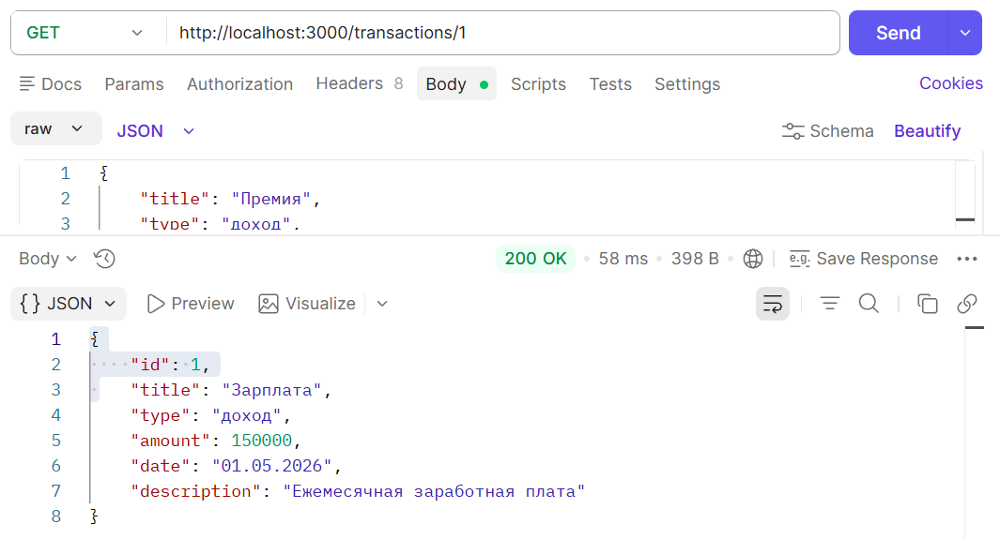 GET http://localhost:3000/transactions/1 Send
Docs Params Authorization Headers 8 Body Scripts Tests Settings Cookies
raw JSON Schema Beautify
1 {
2 "title": "Премия",
3 "type": "доход",
Body 200 OK 58 ms 398 B e.g. Save Response
{} JSON Preview Visualize
1 {
2 "id": 1,
3 "title": "Зарплата",
4 "type": "доход",
5 "amount": 150000,
6 "date": "01.05.2026",
7 "description": "Ежемесячная заработная плата"
8 }